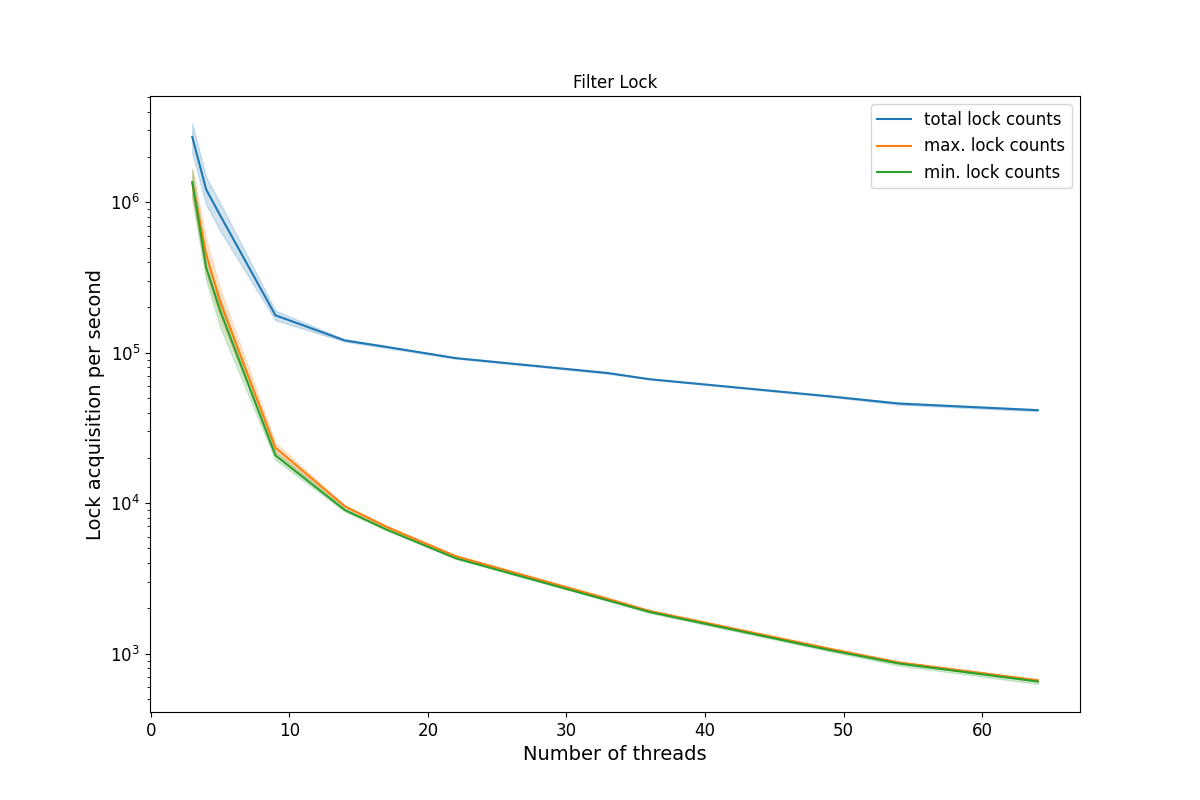 Filter Lock
total lock counts
max. lock counts
min. lock counts
Lock acquisition per second
10^6
10^5
10^4
10^3
0 10 20 30 40 50 60
Number of threads